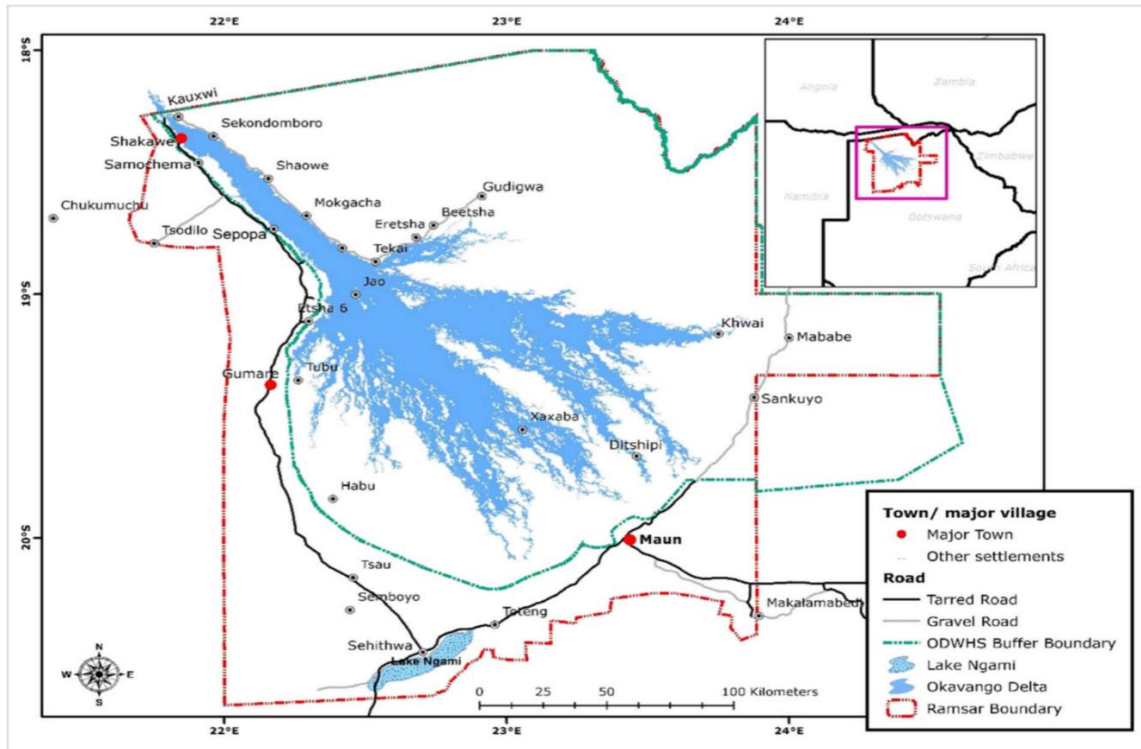 22°E
23°E
24°E
18°S
19°S
20°S
Angola
Zambia
Zimbabwe
Namibia
Botswana
South Africa
Kauxwi
Sekondomboro
Shakawe
Samochema
Shaowe
Gudigwa
Mokgacha
Beetsha
Chukumuchu
Eretsha
Tsodilo
Sepopa
Tekai
Jao
Etsha 6
Khwai
Mababe
Gumare
Tubu
Sankuyo
Xaxaba
Ditshipi
Habu
Maun
Tsau
Semboyo
Makalamabedi
Toteng
Sehithwa
Lake Ngami
N
W
E
S
0
25
50
100 Kilometers
Town/ major village
Major Town
Other settlements
Road
Tarred Road
Gravel Road
ODWHS Buffer Boundary
Lake Ngami
Okavango Delta
Ramsar Boundary
22°E
23°E
24°E